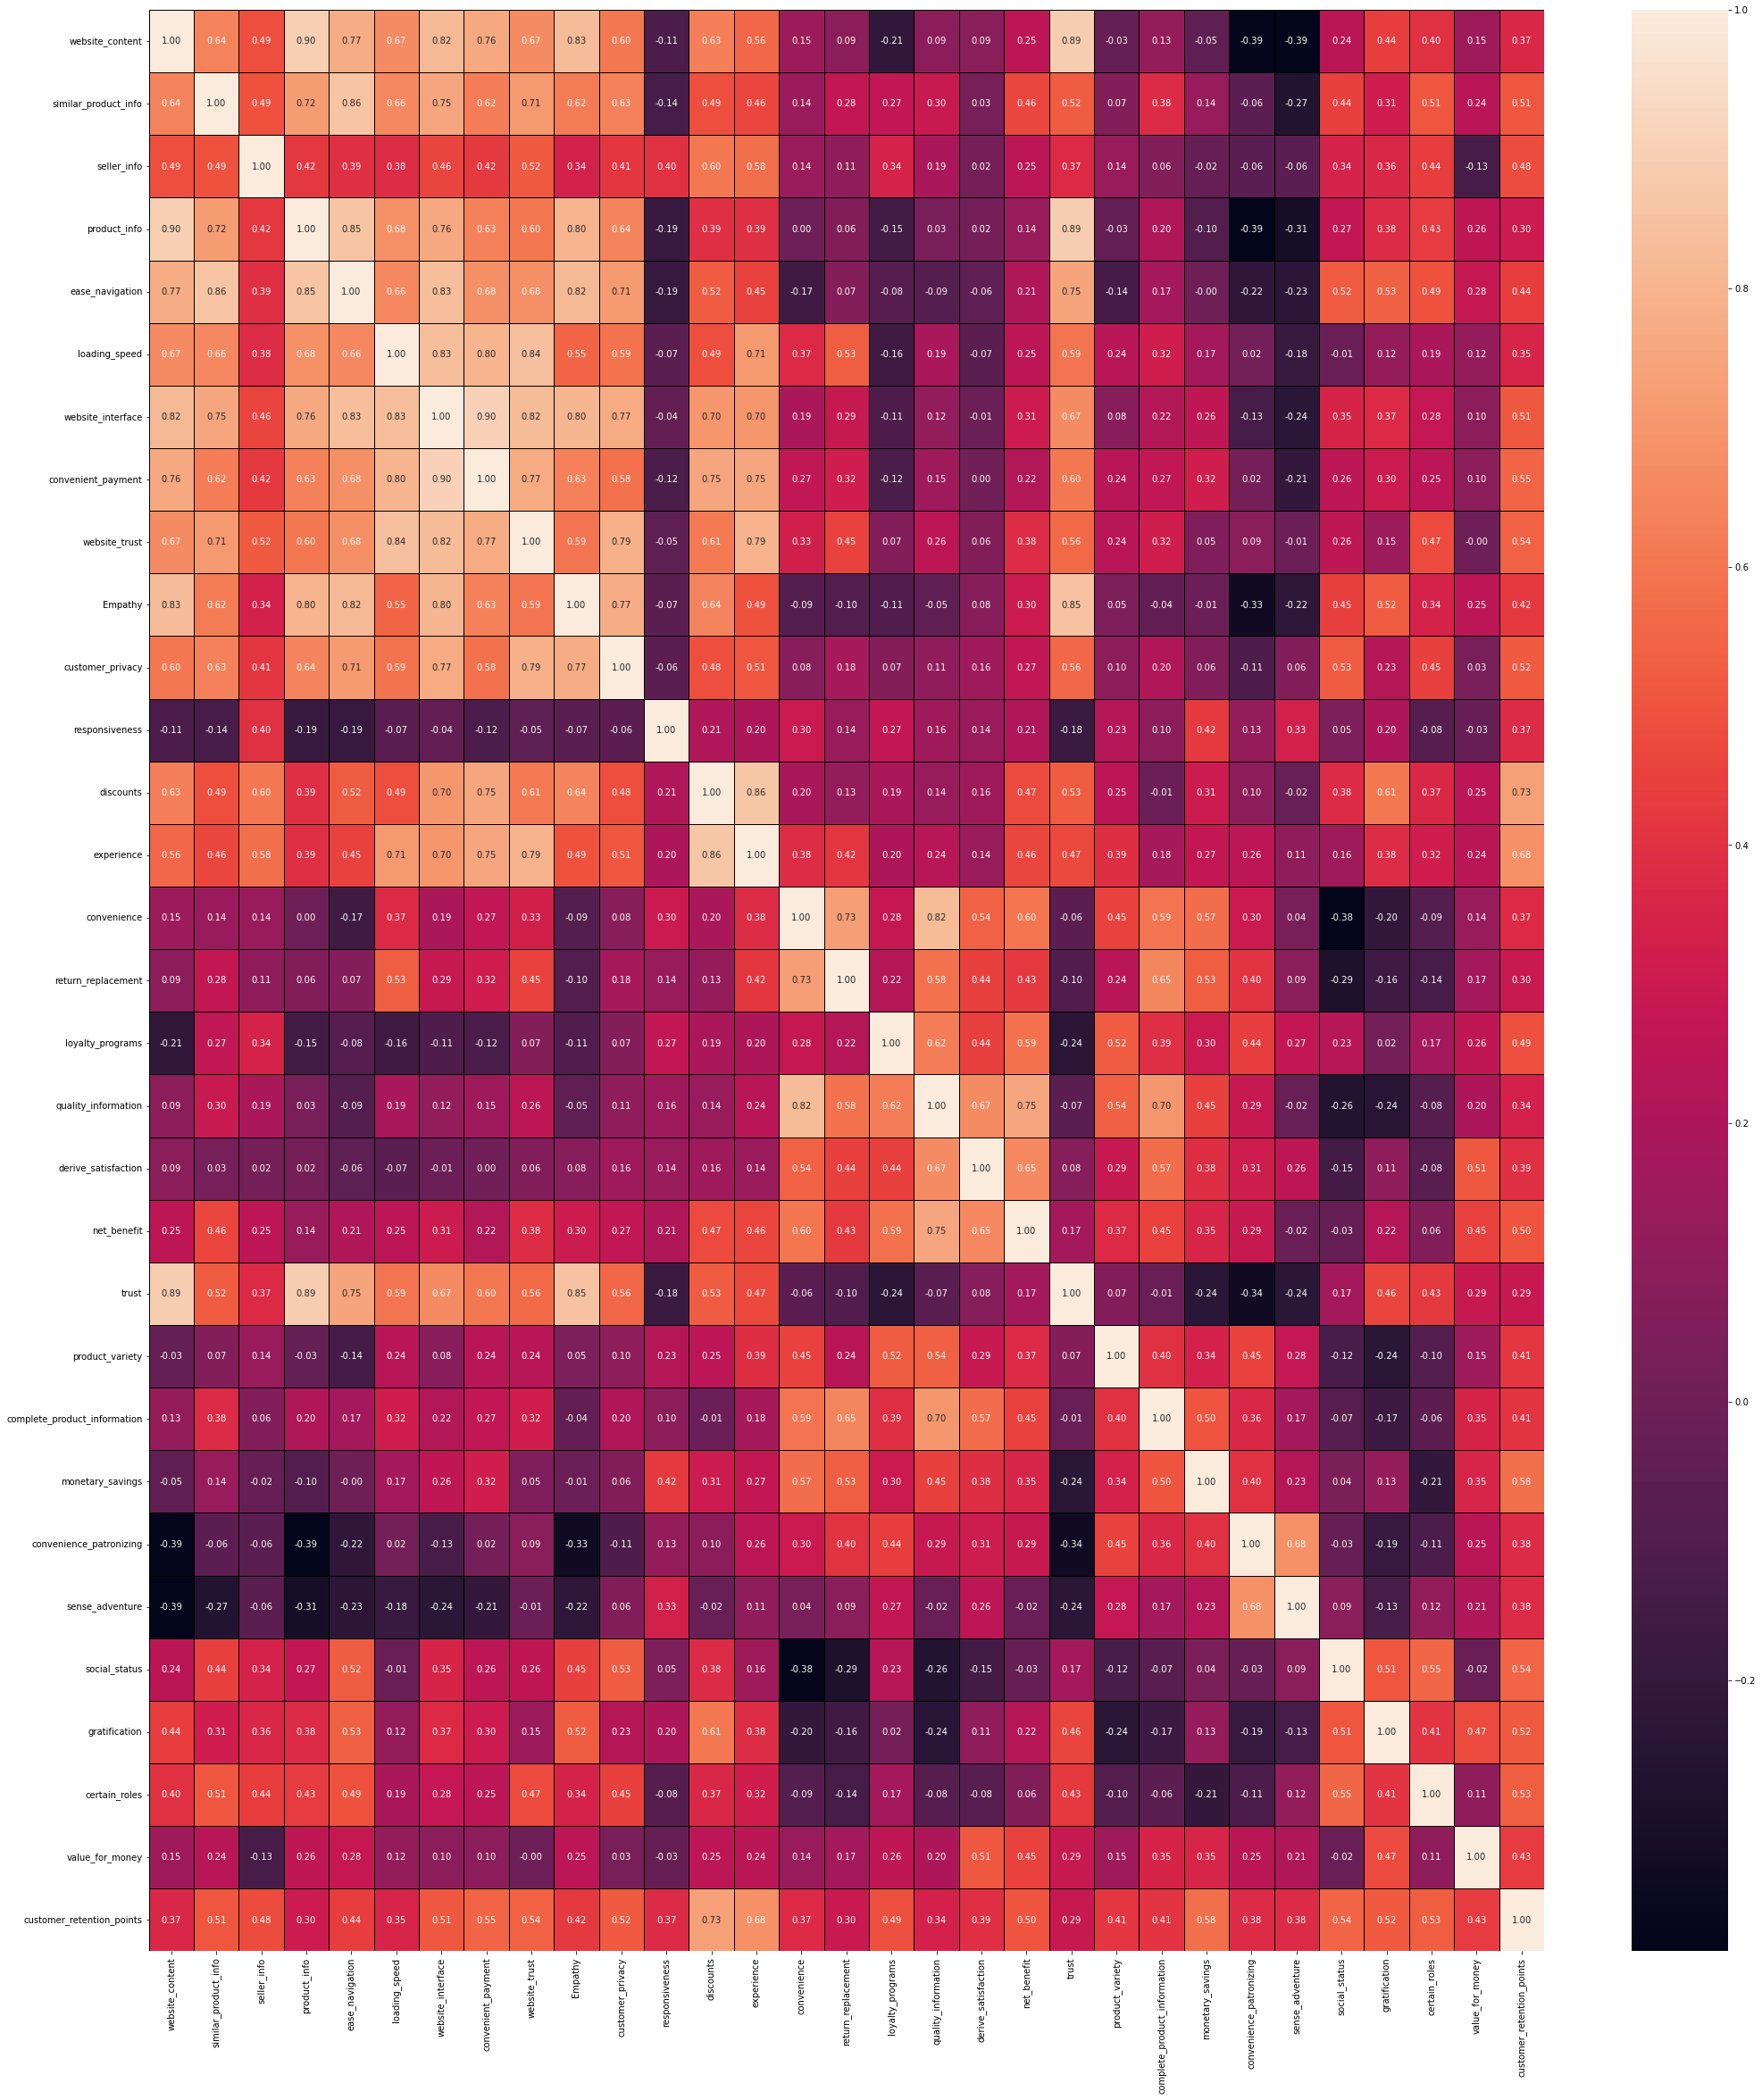 website_content 1.00 0.64 0.49 0.90 0.77 0.67 0.82 0.76 0.67 0.83 0.60 -0.11 0.63 0.56 0.15 0.09 -0.21 0.09 0.09 0.25 0.89 -0.03 0.13 -0.05 -0.39 -0.39 0.24 0.44 0.40 0.15 0.37
similar_product_info 0.64 1.00 0.49 0.72 0.86 0.66 0.75 0.62 0.71 0.62 0.63 -0.14 0.49 0.46 0.14 0.28 0.27 0.30 0.03 0.46 0.52 0.07 0.38 0.14 -0.06 -0.27 0.44 0.31 0.51 0.24 0.51
seller_info 0.49 0.49 1.00 0.42 0.39 0.38 0.46 0.42 0.52 0.34 0.41 0.40 0.60 0.58 0.14 0.11 0.34 0.19 0.02 0.25 0.37 0.14 0.06 -0.02 -0.06 -0.06 0.34 0.36 0.44 -0.13 0.48
product_info 0.90 0.72 0.42 1.00 0.85 0.68 0.76 0.63 0.60 0.80 0.64 -0.19 0.39 0.39 0.00 0.06 -0.15 0.03 0.02 0.14 0.89 -0.03 0.20 -0.10 -0.39 -0.31 0.27 0.38 0.43 0.26 0.30
ease_navigation 0.77 0.86 0.39 0.85 1.00 0.66 0.83 0.68 0.68 0.82 0.71 -0.19 0.52 0.45 -0.17 0.07 -0.08 -0.09 -0.06 0.21 0.75 -0.14 0.17 -0.00 -0.22 -0.23 0.52 0.53 0.49 0.28 0.44
loading_speed 0.67 0.66 0.38 0.68 0.66 1.00 0.83 0.80 0.84 0.55 0.59 -0.07 0.49 0.71 0.37 0.53 -0.16 0.19 -0.07 0.25 0.59 0.24 0.32 0.17 0.02 -0.18 -0.01 0.12 0.19 0.12 0.35
website_interface 0.82 0.75 0.46 0.76 0.83 0.83 1.00 0.90 0.82 0.80 0.77 -0.04 0.70 0.70 0.19 0.29 -0.11 0.12 -0.01 0.31 0.67 0.08 0.22 0.26 -0.13 -0.24 0.35 0.37 0.28 0.10 0.51
convenient_payment 0.76 0.62 0.42 0.63 0.68 0.80 0.90 1.00 0.77 0.63 0.58 -0.12 0.75 0.75 0.27 0.32 -0.12 0.15 0.00 0.22 0.60 0.24 0.27 0.32 0.02 -0.21 0.26 0.30 0.25 0.10 0.55
website_trust 0.67 0.71 0.52 0.60 0.68 0.84 0.82 0.77 1.00 0.59 0.79 -0.05 0.61 0.79 0.33 0.45 0.07 0.26 0.06 0.38 0.56 0.24 0.32 0.05 0.09 -0.01 0.26 0.15 0.47 -0.00 0.54
Empathy 0.83 0.62 0.34 0.80 0.82 0.55 0.80 0.63 0.59 1.00 0.77 -0.07 0.64 0.49 -0.09 -0.10 -0.11 -0.05 0.08 0.30 0.85 0.05 -0.04 -0.01 -0.33 -0.22 0.45 0.52 0.34 0.25 0.42
customer_privacy 0.60 0.63 0.41 0.64 0.71 0.59 0.77 0.58 0.79 0.77 1.00 -0.06 0.48 0.51 0.08 0.18 0.07 0.11 0.16 0.27 0.56 0.10 0.20 0.06 -0.11 0.06 0.53 0.23 0.45 0.03 0.52
responsiveness -0.11 -0.14 0.40 -0.19 -0.19 -0.07 -0.04 -0.12 -0.05 -0.07 -0.06 1.00 0.21 0.20 0.30 0.14 0.27 0.16 0.14 0.21 -0.18 0.23 0.10 0.42 0.13 0.33 0.05 0.20 -0.08 -0.03 0.37
discounts 0.63 0.49 0.60 0.39 0.52 0.49 0.70 0.75 0.61 0.64 0.48 0.21 1.00 0.86 0.20 0.13 0.19 0.14 0.16 0.47 0.53 0.25 -0.01 0.31 0.10 -0.02 0.38 0.61 0.37 0.25 0.73
experience 0.56 0.46 0.58 0.39 0.45 0.71 0.70 0.75 0.79 0.49 0.51 0.20 0.86 1.00 0.38 0.42 0.20 0.24 0.14 0.46 0.47 0.39 0.18 0.27 0.26 0.11 0.16 0.38 0.32 0.24 0.68
convenience 0.15 0.14 0.14 0.00 -0.17 0.37 0.19 0.27 0.33 -0.09 0.08 0.30 0.20 0.38 1.00 0.73 0.28 0.82 0.54 0.60 -0.06 0.45 0.59 0.57 0.30 0.04 -0.38 -0.20 -0.09 0.14 0.37
return_replacement 0.09 0.28 0.11 0.06 0.07 0.53 0.29 0.32 0.45 -0.10 0.18 0.14 0.13 0.42 0.73 1.00 0.22 0.58 0.44 0.43 -0.10 0.24 0.65 0.53 0.40 0.09 -0.29 -0.16 -0.14 0.17 0.30
loyalty_programs -0.21 0.27 0.34 -0.15 -0.08 -0.16 -0.11 -0.12 0.07 -0.11 0.07 0.27 0.19 0.20 0.28 0.22 1.00 0.62 0.44 0.59 -0.24 0.52 0.39 0.30 0.44 0.27 0.23 0.02 0.17 0.26 0.49
quality_information 0.09 0.30 0.19 0.03 -0.09 0.19 0.12 0.15 0.26 -0.05 0.11 0.16 0.14 0.24 0.82 0.58 0.62 1.00 0.67 0.75 -0.07 0.54 0.70 0.45 0.29 -0.02 -0.26 -0.24 -0.08 0.20 0.34
derive_satisfaction 0.09 0.03 0.02 0.02 -0.06 -0.07 -0.01 0.00 0.06 0.08 0.16 0.14 0.16 0.14 0.54 0.44 0.44 0.67 1.00 0.65 0.08 0.29 0.57 0.38 0.31 0.26 -0.15 0.11 -0.08 0.51 0.39
net_benefit 0.25 0.46 0.25 0.14 0.21 0.25 0.31 0.22 0.38 0.30 0.27 0.21 0.47 0.46 0.60 0.43 0.59 0.75 0.65 1.00 0.17 0.37 0.45 0.35 0.29 -0.02 -0.03 0.22 0.06 0.45 0.50
trust 0.89 0.52 0.37 0.89 0.75 0.59 0.67 0.60 0.56 0.85 0.56 -0.18 0.53 0.47 -0.06 -0.10 -0.24 -0.07 0.08 0.17 1.00 0.07 -0.01 -0.24 -0.34 -0.24 0.17 0.46 0.43 0.29 0.29
product_variety -0.03 0.07 0.14 -0.03 -0.14 0.24 0.08 0.24 0.24 0.05 0.10 0.23 0.25 0.39 0.45 0.24 0.52 0.54 0.29 0.37 0.07 1.00 0.40 0.34 0.45 0.28 -0.12 -0.24 -0.10 0.15 0.41
complete_product_information 0.13 0.38 0.06 0.20 0.17 0.32 0.22 0.27 0.32 -0.04 0.20 0.10 -0.01 0.18 0.59 0.65 0.39 0.70 0.57 0.45 -0.01 0.40 1.00 0.50 0.36 0.17 -0.07 -0.17 -0.06 0.35 0.41
monetary_savings -0.05 0.14 -0.02 -0.10 -0.00 0.17 0.26 0.32 0.05 -0.01 0.06 0.42 0.31 0.27 0.57 0.53 0.30 0.45 0.38 0.35 -0.24 0.34 0.50 1.00 0.40 0.23 0.04 0.13 -0.21 0.35 0.58
convenience_patronizing -0.39 -0.06 -0.06 -0.39 -0.22 0.02 -0.13 0.02 0.09 -0.33 -0.11 0.13 0.10 0.26 0.30 0.40 0.44 0.29 0.31 0.29 -0.34 0.45 0.36 0.40 1.00 0.68 -0.03 -0.19 -0.11 0.25 0.38
sense_adventure -0.39 -0.27 -0.06 -0.31 -0.23 -0.18 -0.24 -0.21 -0.01 -0.22 0.06 0.33 -0.02 0.11 0.04 0.09 0.27 -0.02 0.26 -0.02 -0.24 0.28 0.17 0.23 0.68 1.00 0.09 -0.13 0.12 0.21 0.38
social_status 0.24 0.44 0.34 0.27 0.52 -0.01 0.35 0.26 0.26 0.45 0.53 0.05 0.38 0.16 -0.38 -0.29 0.23 -0.26 -0.15 -0.03 0.17 -0.12 -0.07 0.04 -0.03 0.09 1.00 0.51 0.55 -0.02 0.54
gratification 0.44 0.31 0.36 0.38 0.53 0.12 0.37 0.30 0.15 0.52 0.23 0.20 0.61 0.38 -0.20 -0.16 0.02 -0.24 0.11 0.22 0.46 -0.24 -0.17 0.13 -0.19 -0.13 0.51 1.00 0.41 0.47 0.52
certain_roles 0.40 0.51 0.44 0.43 0.49 0.19 0.28 0.25 0.47 0.34 0.45 -0.08 0.37 0.32 -0.09 -0.14 0.17 -0.08 -0.08 0.06 0.43 -0.10 -0.06 -0.21 -0.11 0.12 0.55 0.41 1.00 0.11 0.53
value_for_money 0.15 0.24 -0.13 0.26 0.28 0.12 0.10 0.10 -0.00 0.25 0.03 -0.03 0.25 0.24 0.14 0.17 0.26 0.20 0.51 0.45 0.29 0.15 0.35 0.35 0.25 0.21 -0.02 0.47 0.11 1.00 0.43
customer_retention_points 0.37 0.51 0.48 0.30 0.44 0.35 0.51 0.55 0.54 0.42 0.52 0.37 0.73 0.68 0.37 0.30 0.49 0.34 0.39 0.50 0.29 0.41 0.41 0.58 0.38 0.38 0.54 0.52 0.53 0.43 1.00
website_content
similar_product_info
seller_info
product_info
ease_navigation
loading_speed
website_interface
convenient_payment
website_trust
Empathy
customer_privacy
responsiveness
discounts
experience
convenience
return_replacement
loyalty_programs
quality_information
derive_satisfaction
net_benefit
trust
product_variety
complete_product_information
monetary_savings
convenience_patronizing
sense_adventure
social_status
gratification
certain_roles
value_for_money
customer_retention_points
1.0
0.8
0.6
0.4
0.2
0.0
−0.2